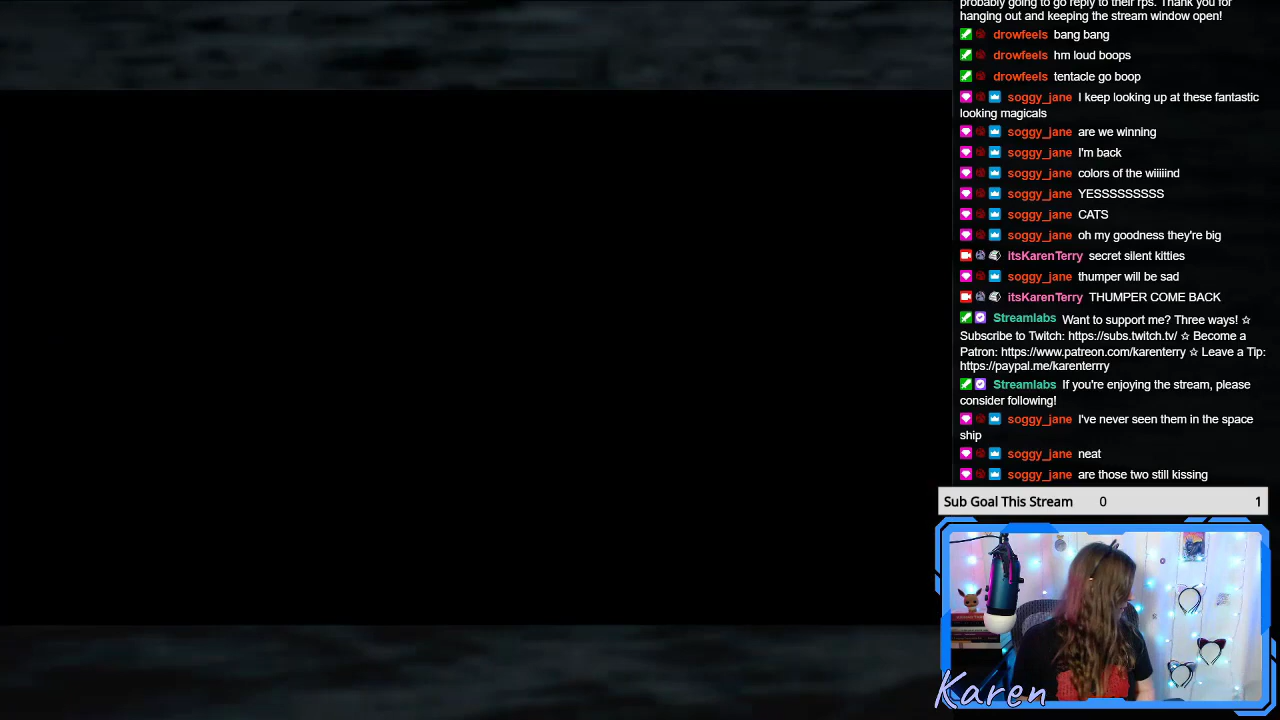 probably going to go reply to their rps. Thank you for
hanging out and keeping the stream window open!
drowfeels bang bang
drowfeels hm loud boops
drowfeels tentacle go boop
soggy_jane I keep looking up at these fantastic
looking magicals
soggy_jane are we winning
soggy_jane I'm back
soggy_jane colors of the wiiiiind
soggy_jane YESSSSSSSSS
soggy_jane CATS
soggy_jane oh my goodness they're big
itsKarenTerry secret silent kitties
soggy_jane thumper will be sad
itsKarenTerry THUMPER COME BACK
Streamlabs Want to support me? Three ways! ☆
Subscribe to Twitch: https://subs.twitch.tv/ ☆ Become a
Patron: https://www.patreon.com/karenterry ☆ Leave a Tip:
https://paypal.me/karenterrry
Streamlabs If you're enjoying the stream, please
consider following!
soggy_jane I've never seen them in the space
ship
soggy_jane neat
soggy_jane are those two still kissing
Sub Goal This Stream 0 1
Karen